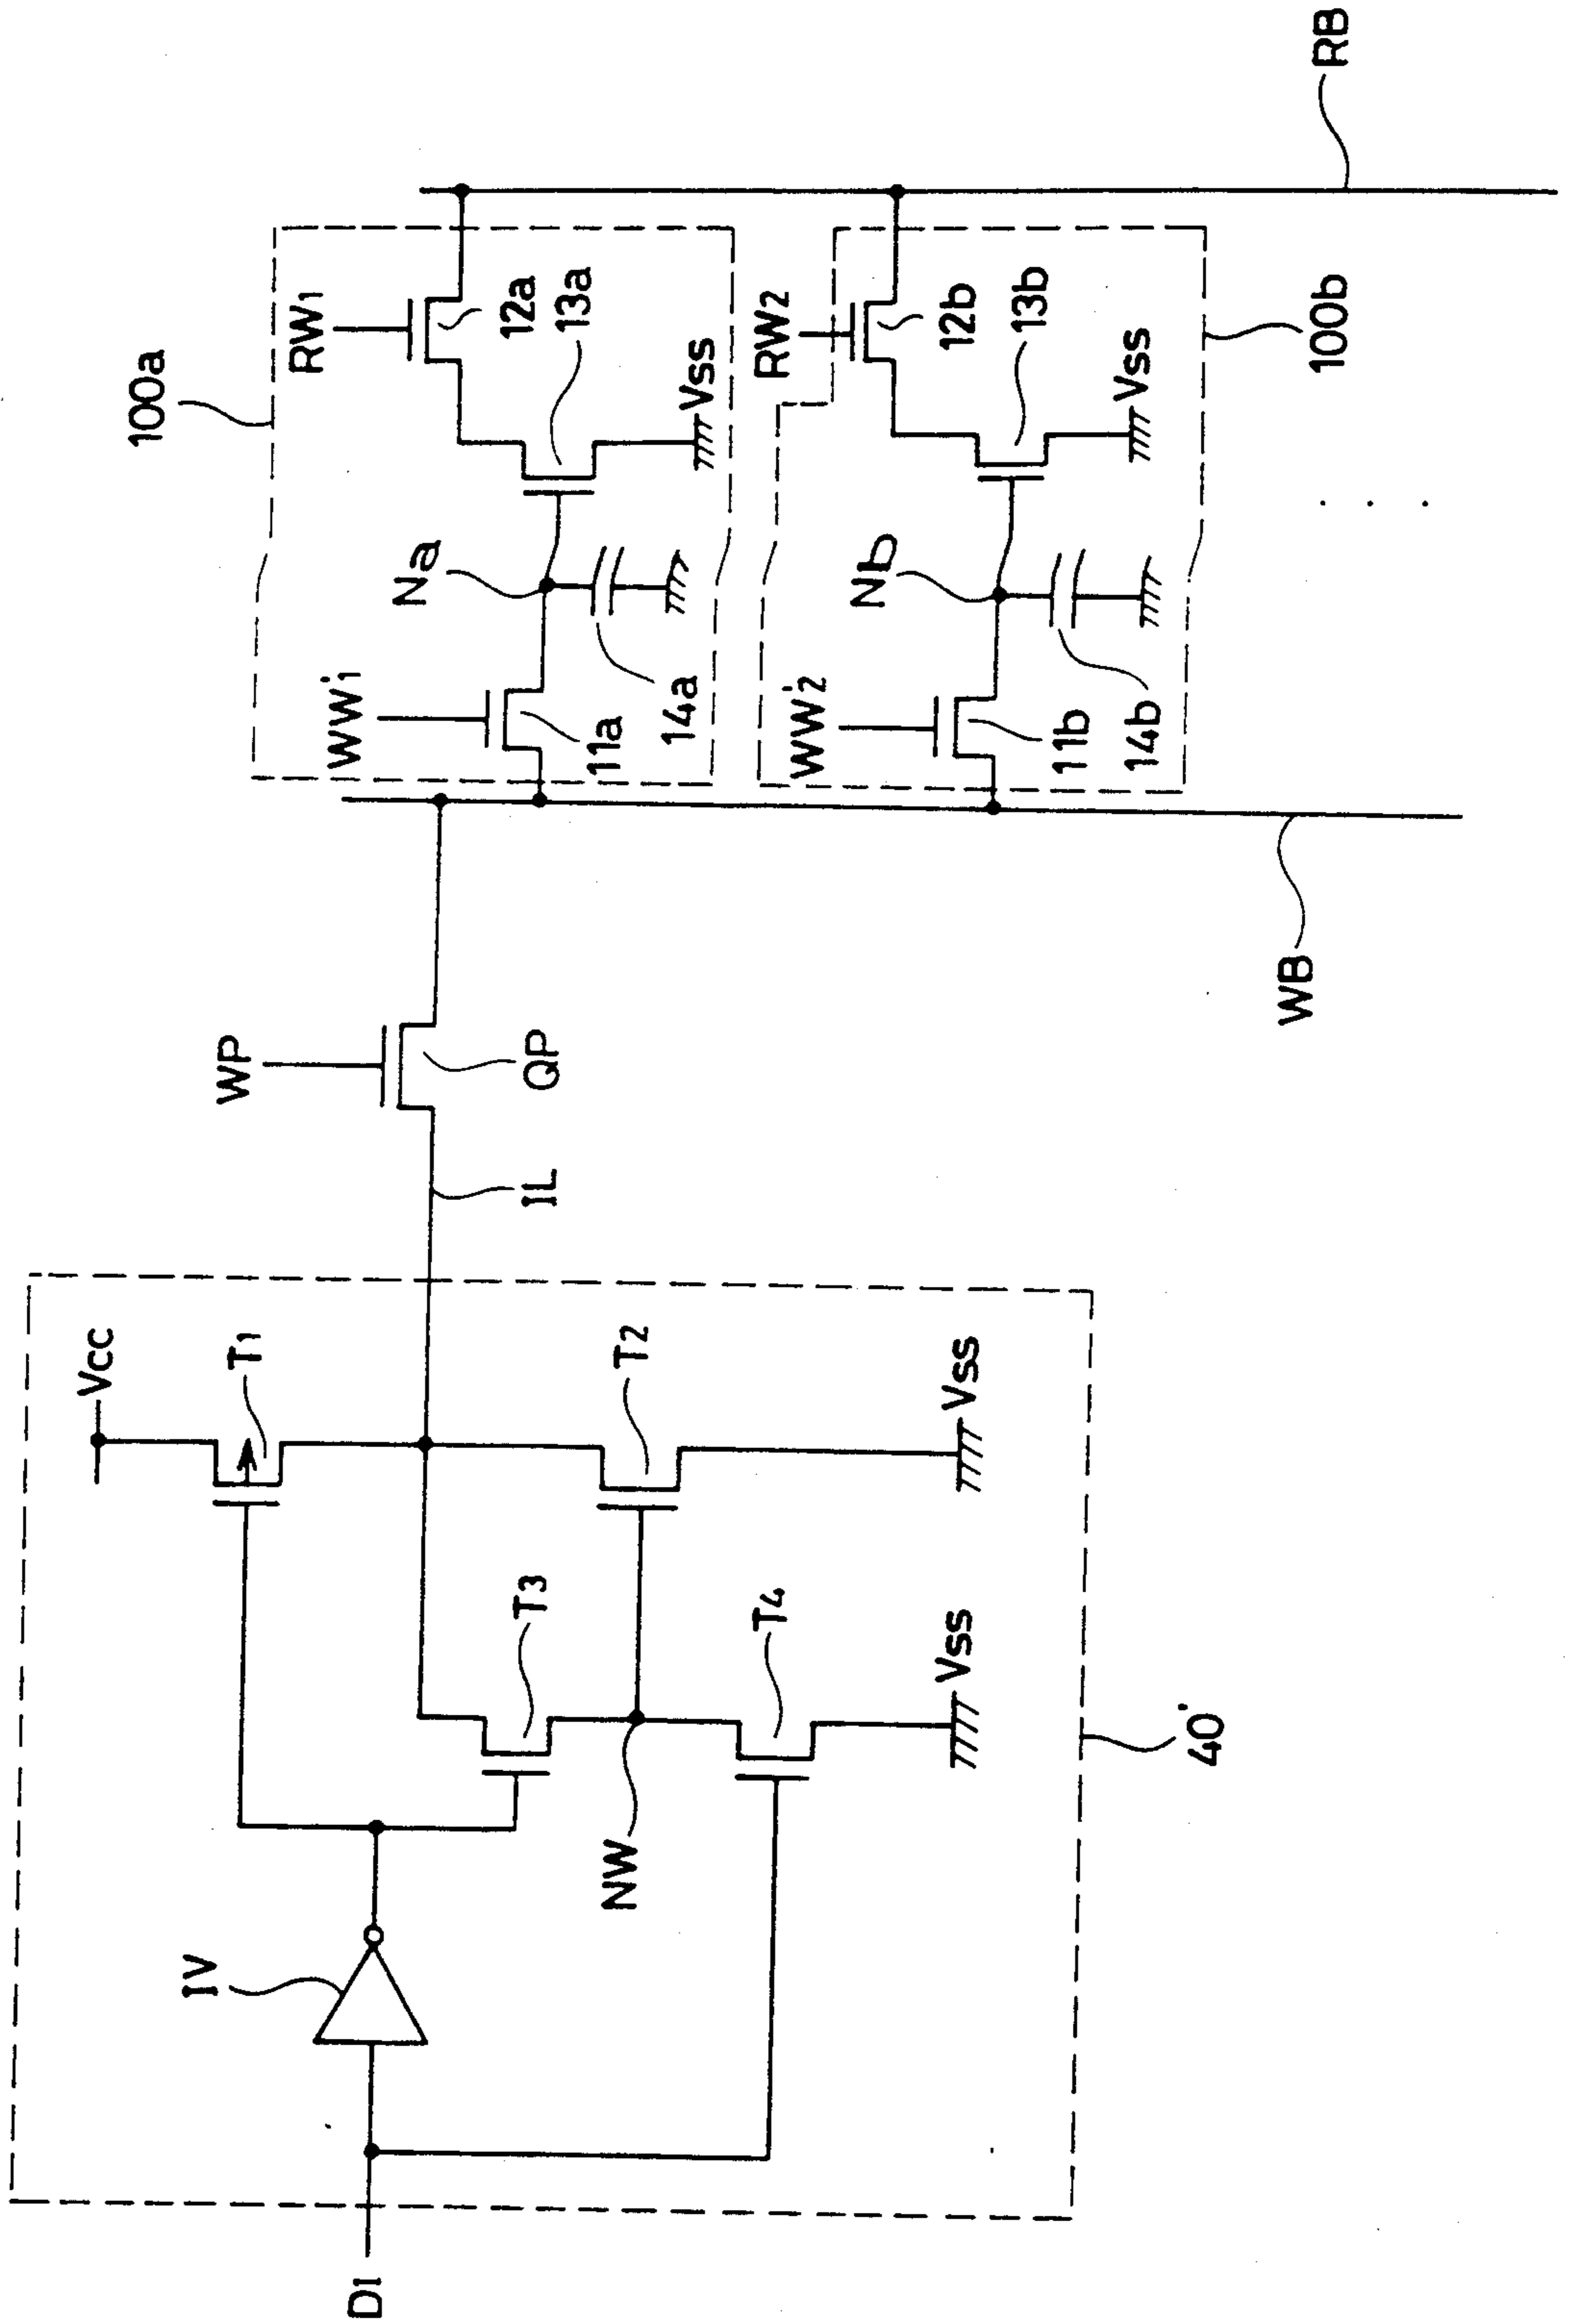 DI
IV
Vcc
T1
T3
NW
T2
T4
Vss
Vss
40'
IL
WP
QP
WB
100a
WW1
RW1
Na
11a
14a
12a
13a
Vss
WW2
RW2
Nb
11b
14b
12b
13b
Vss
100b
RB